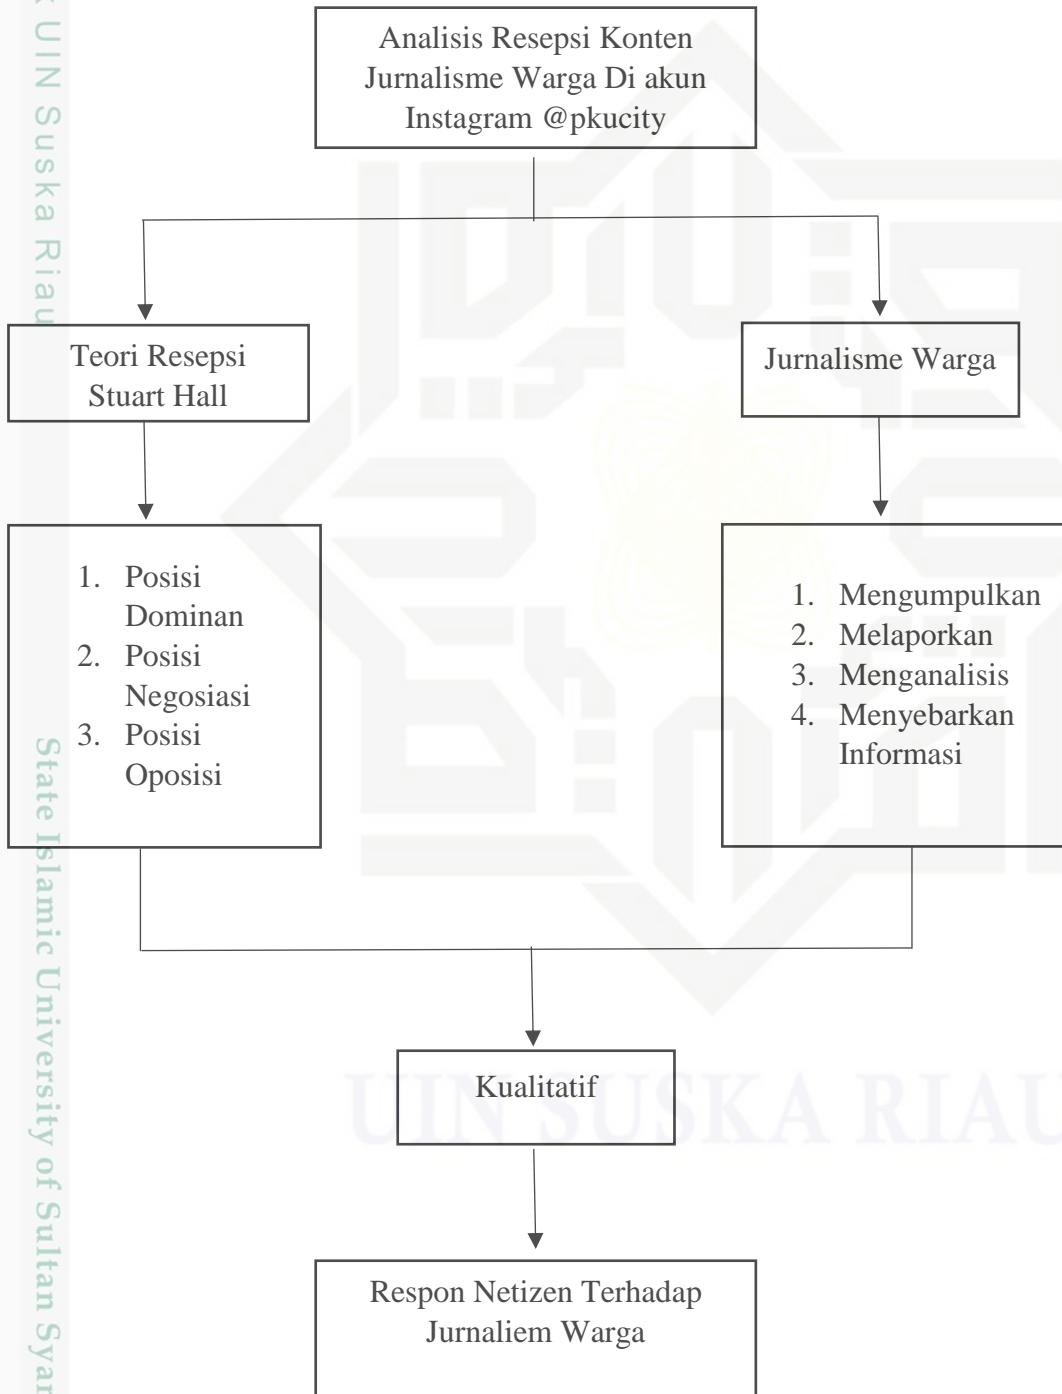 UIN Suska Riau
State Islamic University of Sultan
Analisis Resepsi Konten
Jurnalisme Warga Di akun
Instagram @pkucity
Teori Resepsi
Stuart Hall
Jurnalisme Warga
1. Posisi
Dominan
2. Posisi
Negosiasi
3. Posisi
Oposisi
1. Mengumpulkan
2. Melaporkan
3. Menganalisis
4. Menyebarkan
Informasi
Kualitatif
UIN SUSKA RIAU
Respon Netizen Terhadap
Jurnaliem Warga